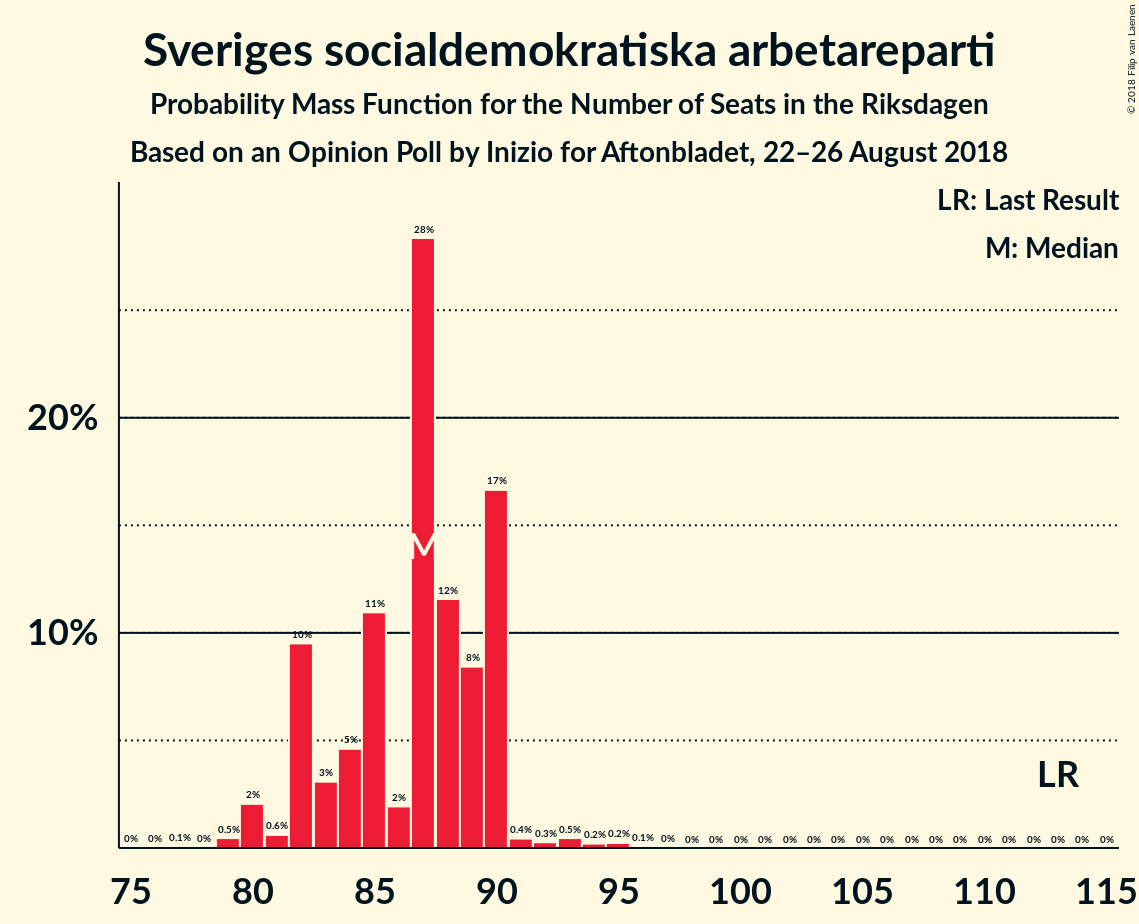 Sveriges socialdemokratiska arbetareparti
Probability Mass Function for the Number of Seats in the Riksdagen
Based on an Opinion Poll by Inizio for Aftonbladet, 22–26 August 2018
© 2018 Filip van Laenen
LR: Last Result
M: Median
28%
20%
17%
M
12%
11%
10%
10%
8%
5%
3%
LR
2%
2%
0% 0% 0.1% 0% 0.5% 0.6% 0.4% 0.3% 0.5% 0.2% 0.2% 0.1% 0% 0% 0% 0% 0% 0% 0% 0% 0% 0% 0% 0% 0% 0% 0% 0% 0% 0% 0%
75 80 85 90 95 100 105 110 115